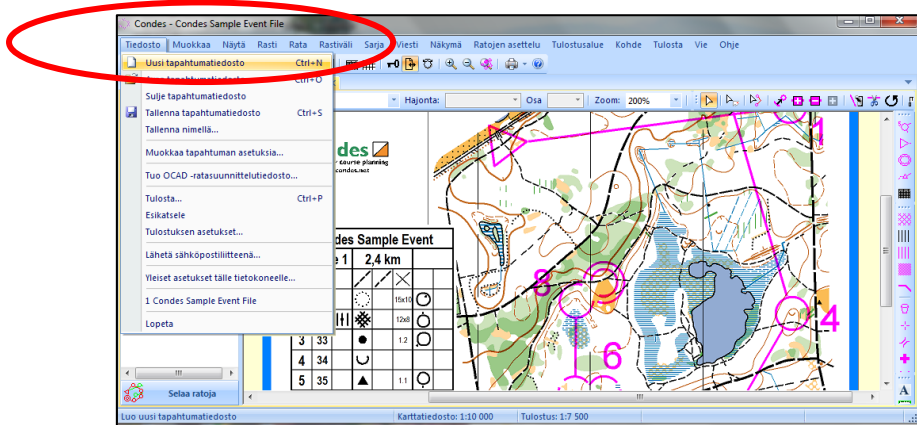 Condes - Condes Sample Event File
Tiedosto Muokkaa Näytä Rasti Rata Rastiväli Sarja Viesti Näkymä Ratojen asettelu Tulostusalue Kohde Tulosta Vie Ohje
Uusi tapahtumatiedosto Ctrl+N
Ctrl+O
Sulje tapahtumatiedosto
Tallenna tapahtumatiedosto Ctrl+S
Tallenna nimellä...
Muokkaa tapahtuman asetuksia...
Tuo OCAD -ratasuunnittelutiedosto...
Tulosta... Ctrl+P
Esikatsele
Tulostuksen asetukset...
Lähetä sähköpostiliitteenä...
Yleiset asetukset tälle tietokoneelle...
1 Condes Sample Event File
Lopeta
Hajonta: Osa Zoom: 200%
des
course planning
condes.net
des Sample Event
1 2,4 km
15x10
12x8
3 33 1.2
4 34
5 35 1.1
1
8
4
6
Selaa ratoja
A
Luo uusi tapahtumatiedosto Karttatiedosto: 1:10 000 Tulostus: 1:7 500